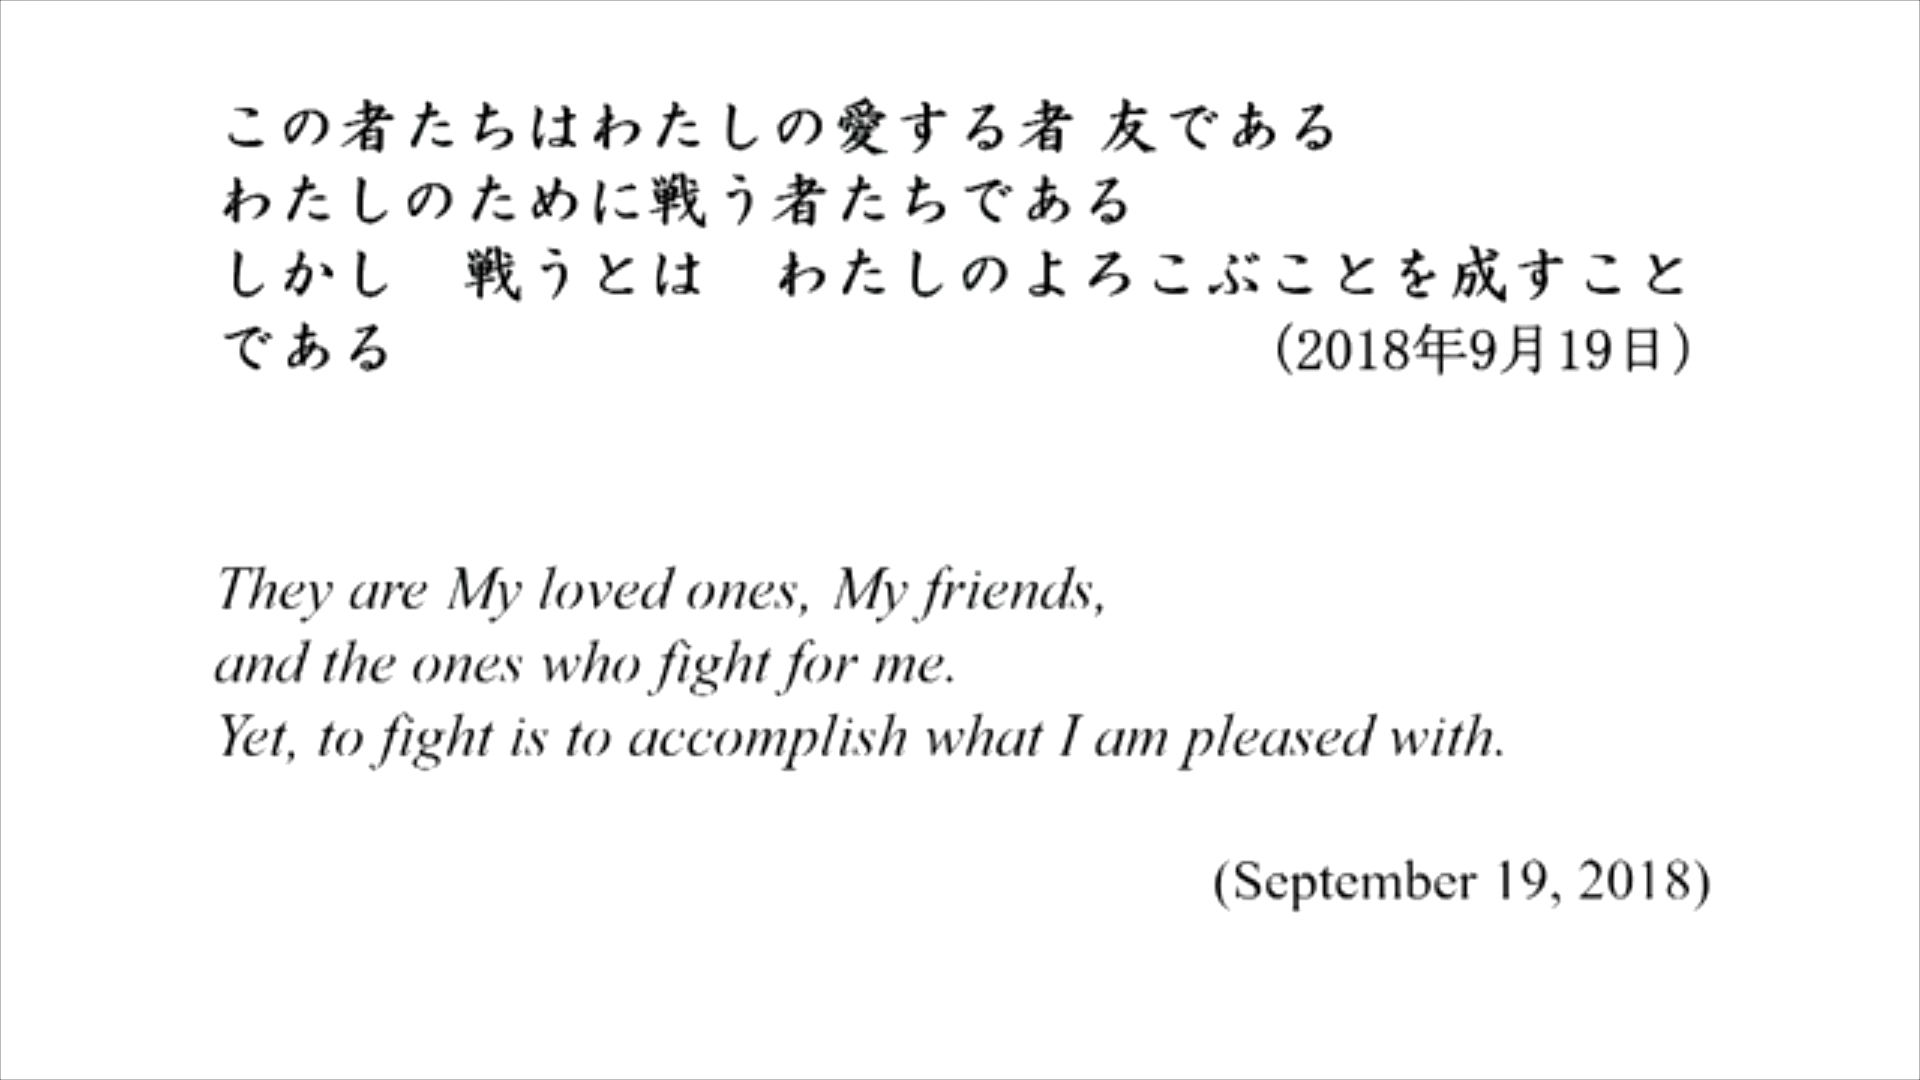 この者たちはわたしの愛する者 友である
わたしのために戦う者たちである
しかし　戦うとは　わたしのよろこぶことを成すこと
である　(2018年9月19日)
They are My loved ones, My friends,
and the ones who fight for me.
Yet, to fight is to accomplish what I am pleased with.
(September 19, 2018)